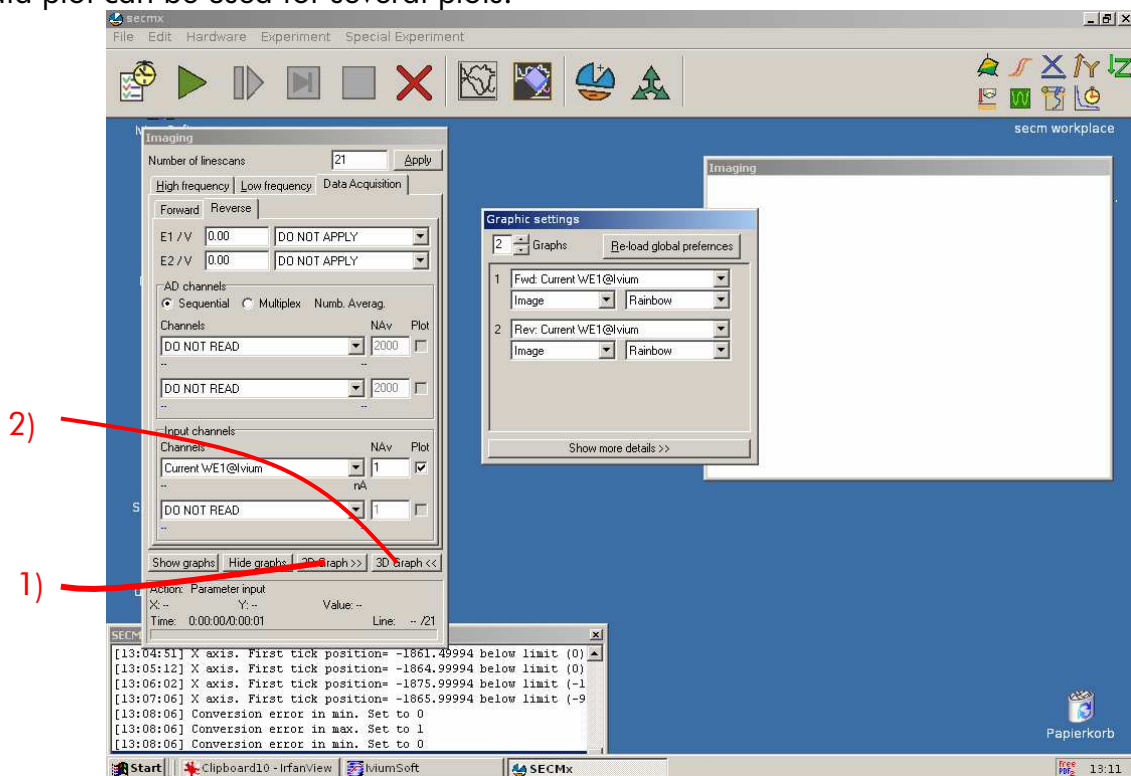 secmx
File Edit Hardware Experiment Special Experiment
secm workplace
Imaging
Number of linescans 21 Apply
High frequency Low frequency Data Acquisition
Forward Reverse
E1 / V 0.00 DO NOT APPLY
E2 / V 0.00 DO NOT APPLY
AD channels
Sequential Multiplex Numb. Averag.
Channels NAv Plot
DO NOT READ 2000
-- --
DO NOT READ 2000
-- --
Input channels
Channels NAv Plot
Current WE1@Ivium 1
-- nA
DO NOT READ 1
--
Show graphs Hide graphs 2D Graph >> 3D Graph <<
Action: Parameter input
X: -- Y: -- Value: --
Time: 0:00:00/0:00:01 Line: -- /21
Graphic settings
2 Graphs Re-load global prefernces
1 Fwd: Current WE1@Ivium
Image Rainbow
2 Rev: Current WE1@Ivium
Image Rainbow
Show more details >>
Imaging
2)
1)
SECM
[13:04:51] X axis. First tick position= -1861.49994 below limit (0)
[13:05:12] X axis. First tick position= -1864.99994 below limit (0)
[13:06:02] X axis. First tick position= -1875.99994 below limit (-1
[13:07:06] X axis. First tick position= -1865.99994 below limit (-9
[13:08:06] Conversion error in min. Set to 0
[13:08:06] Conversion error in max. Set to 1
[13:08:06] Conversion error in min. Set to 0
Papierkorb
Start Clipboard10 - IrfanView IviumSoft SECMx Free PDF 13:11